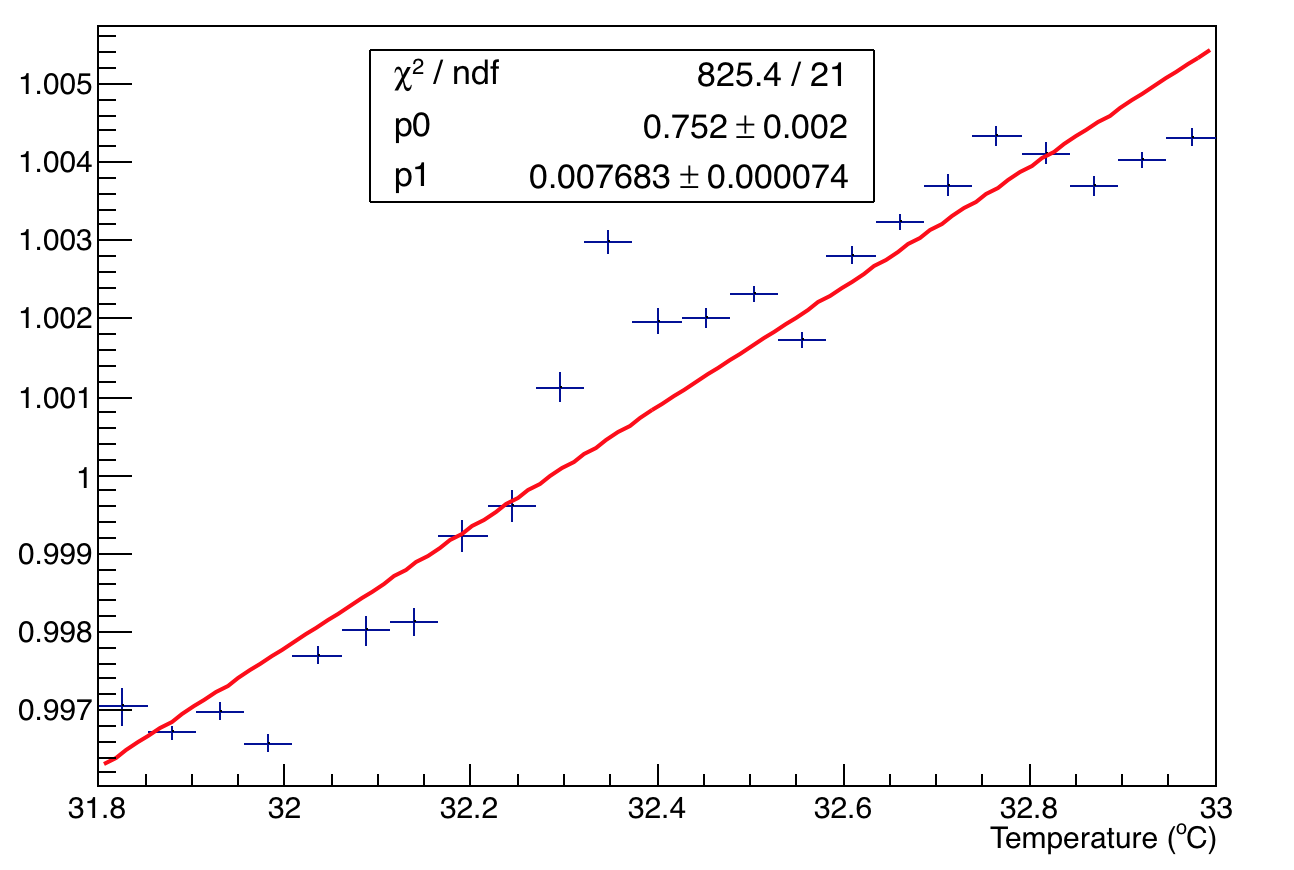 χ² / ndf 825.4 / 21
p0 0.752 ± 0.002
p1 0.007683 ± 0.000074
1.005
1.004
1.003
1.002
1.001
1
0.999
0.998
0.997
31.8 32 32.2 32.4 32.6 32.8 33
Temperature (°C)